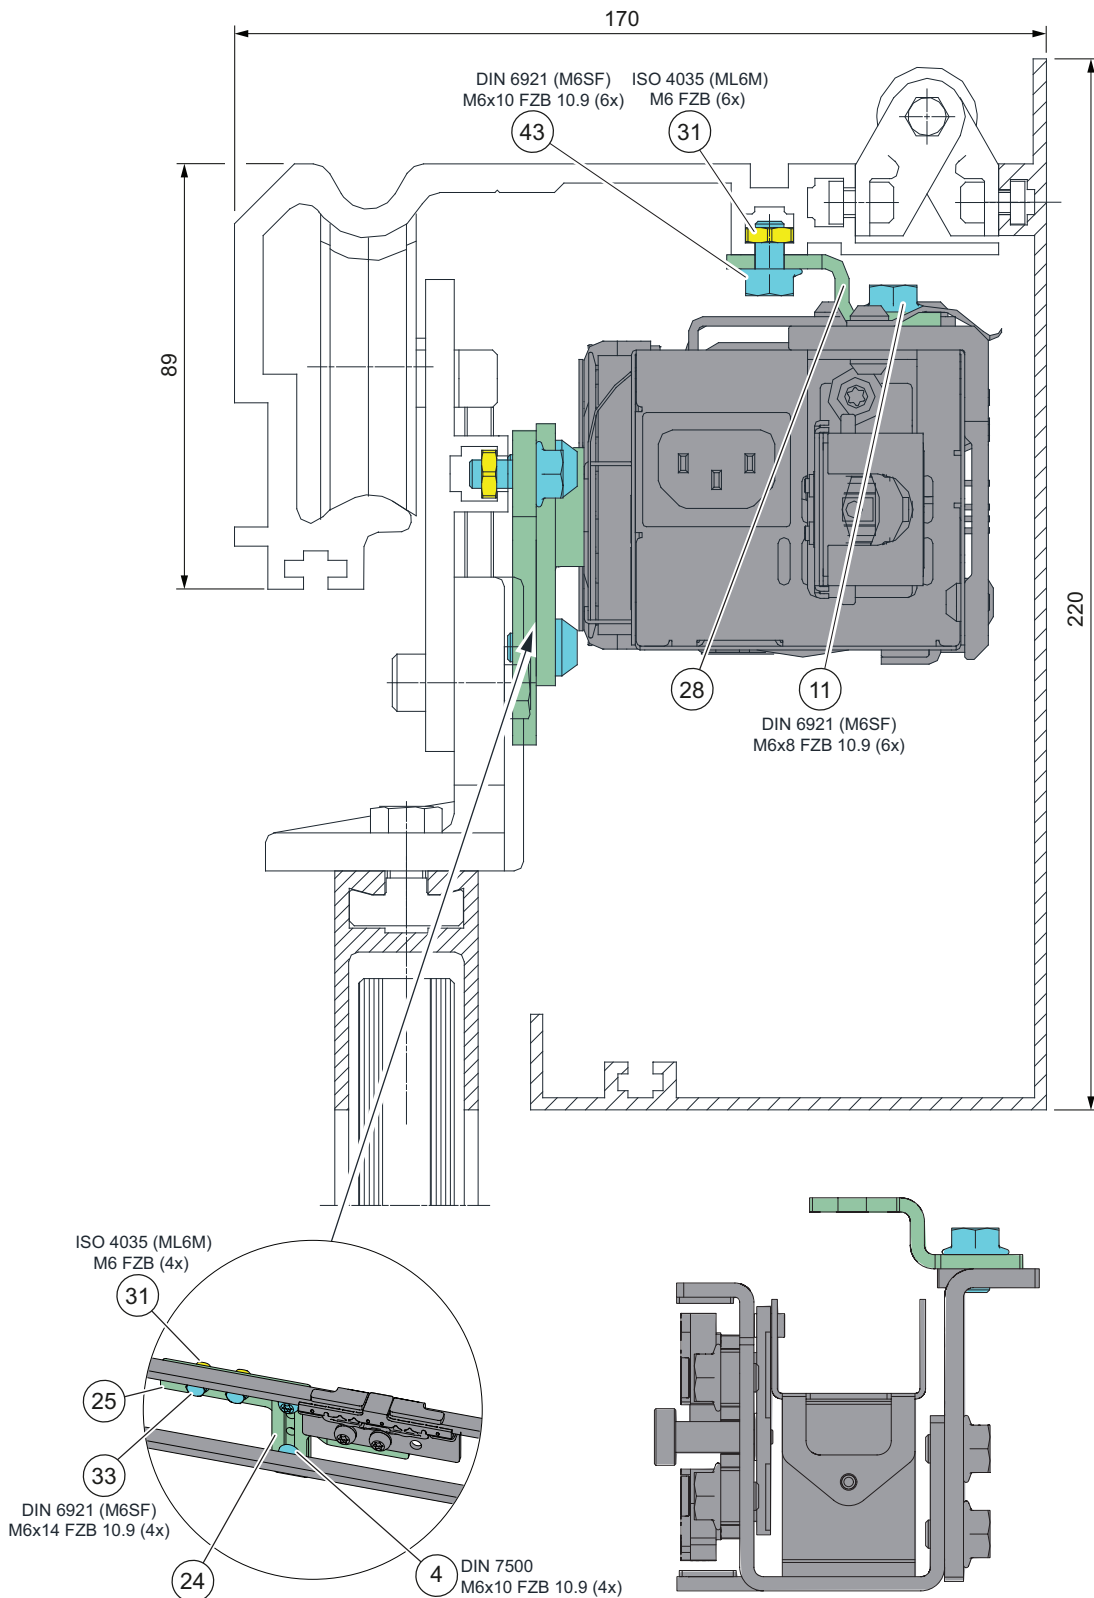 170
DIN 6921 (M6SF)
M6x10 FZB 10.9 (6x)
43
ISO 4035 (ML6M)
M6 FZB (6x)
31
89
220
28
11
DIN 6921 (M6SF)
M6x8 FZB 10.9 (6x)
ISO 4035 (ML6M)
M6 FZB (4x)
31
25
33
DIN 6921 (M6SF)
M6x14 FZB 10.9 (4x)
24
4
DIN 7500
M6x10 FZB 10.9 (4x)